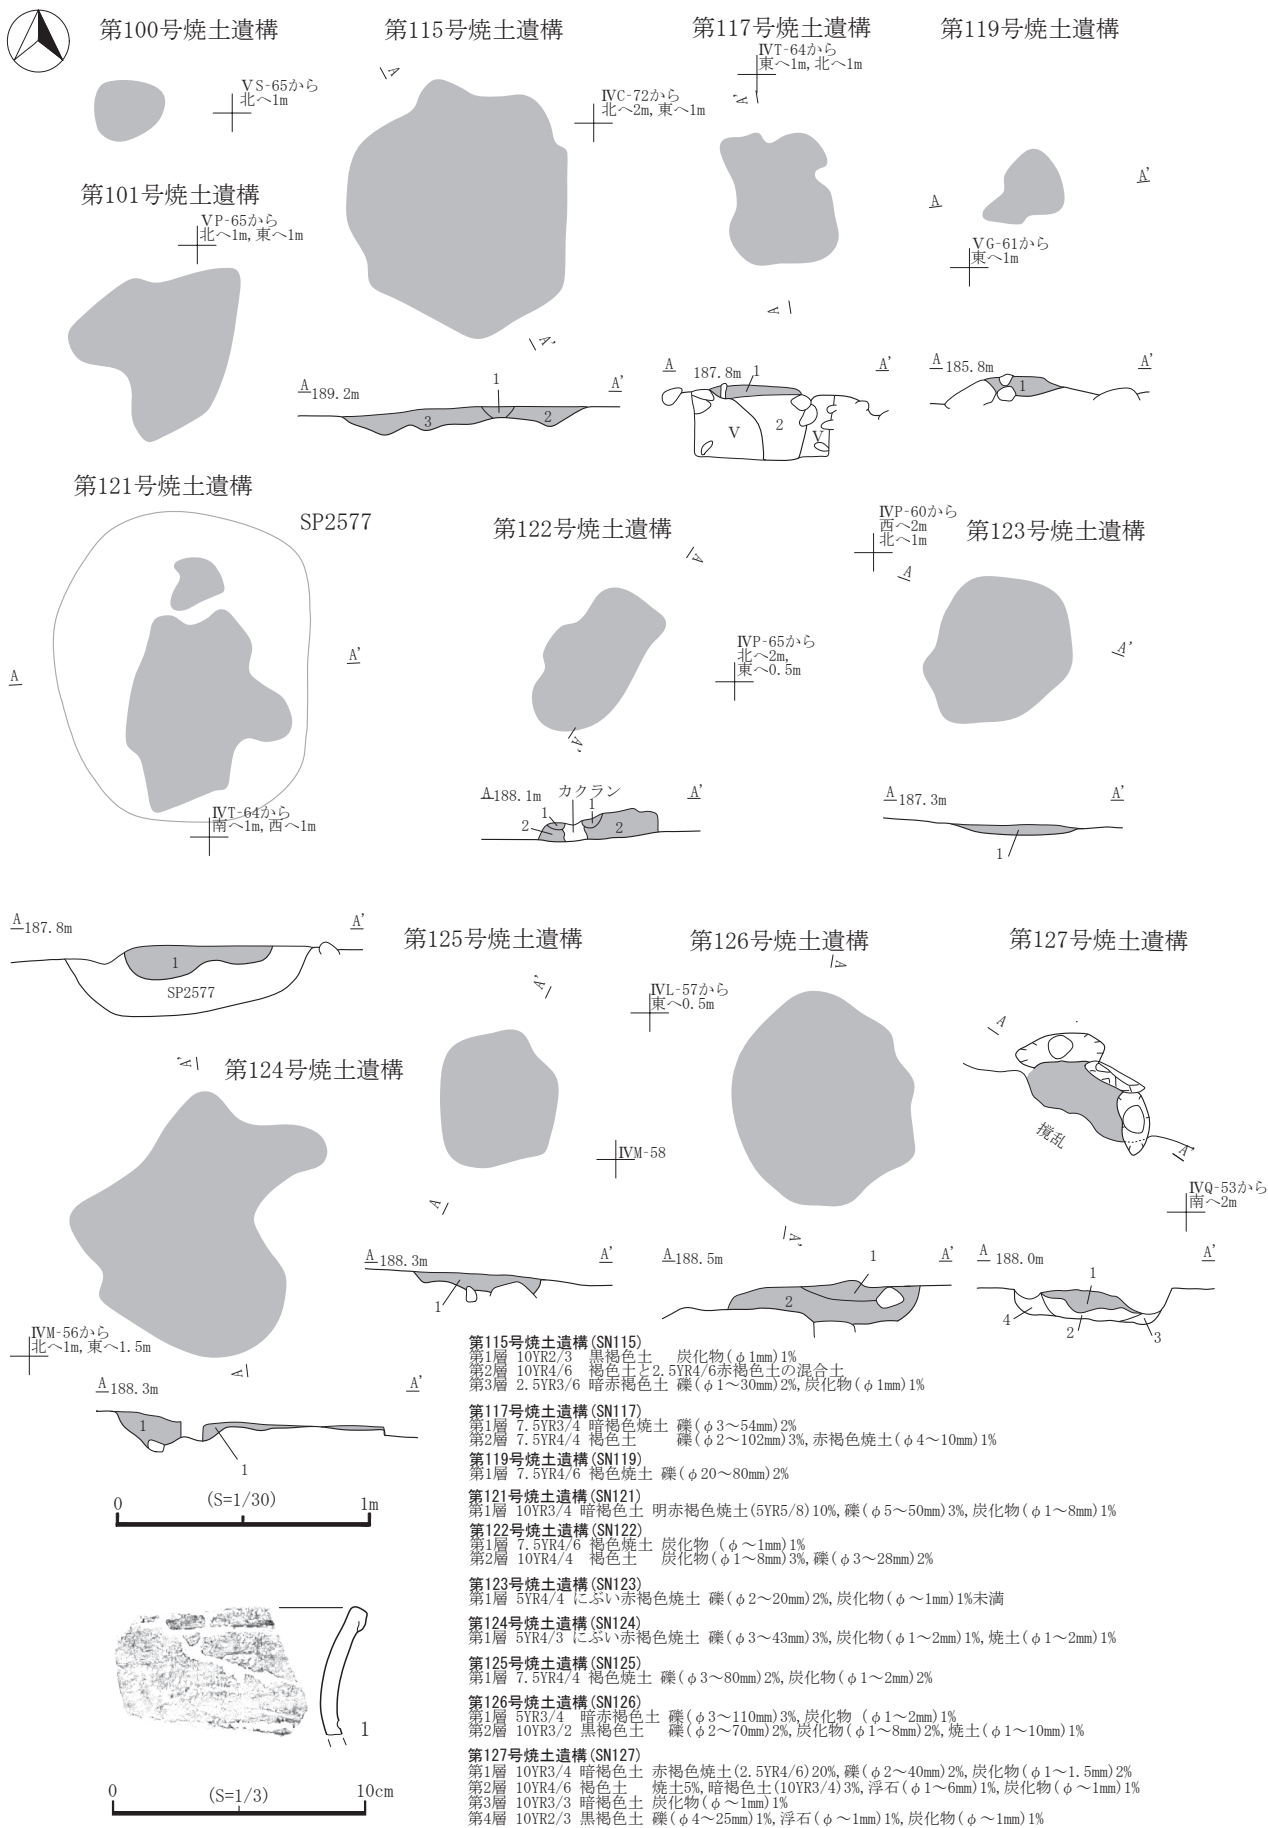 第100号焼土遺構
ⅤS-65から
北へ1m
第115号焼土遺構
A
ⅣC-72から
北へ2m,東へ1m
A'
A 189.2m
A'
1
3
2
第117号焼土遺構
ⅣT-64から
東へ1m,北へ1m
A'
A
A
187.8m 1
A'
Ⅴ
2
Ⅴ
第119号焼土遺構
A
A'
ⅤG-61から
東へ1m
A 185.8m
A'
1
第101号焼土遺構
ⅤP-65から
北へ1m,東へ1m
第121号焼土遺構
SP2577
A
A'
ⅣT-64から
南へ1m,西へ1m
A 187.8m
A'
1
SP2577
第122号焼土遺構
A
ⅣP-65から
北へ2m,
東へ0.5m
A'
A 188.1m
カクラン
A'
1
1
2
2
第123号焼土遺構
ⅣP-60から
西へ2m
北へ1m
A
A'
A 187.3m
A'
1
第124号焼土遺構
A'
ⅣM-56から
北へ1m,東へ1.5m
A
A 188.3m
A'
1
1
第125号焼土遺構
A'
ⅣM-58
A
A 188.3m
A'
1
第126号焼土遺構
A
ⅣL-57から
東へ0.5m
A'
A 188.5m
A'
1
2
第127号焼土遺構
A
撹乱
A'
ⅣQ-53から
南へ2m
A 188.0m
A'
1
4
2
3
0 (S=1/30) 1m
1
0 (S=1/3) 10cm
第115号焼土遺構(SN115)
第1層 10YR2/3 黒褐色土 炭化物(φ1mm)1%
第2層 10YR4/6 褐色土と2.5YR4/6赤褐色土の混合土
第3層 2.5YR3/6 暗赤褐色土 礫(φ1～30mm)2%,炭化物(φ1mm)1%
第117号焼土遺構(SN117)
第1層 7.5YR3/4 暗褐色焼土 礫(φ3～54mm)2%
第2層 7.5YR4/4 褐色土 礫(φ2～102mm)3%,赤褐色焼土(φ4～10mm)1%
第119号焼土遺構(SN119)
第1層 7.5YR4/6 褐色焼土 礫(φ20～80mm)2%
第121号焼土遺構(SN121)
第1層 10YR3/4 暗褐色土 明赤褐色焼土(5YR5/8)10%,礫(φ5～50mm)3%,炭化物(φ1～8mm)1%
第122号焼土遺構(SN122)
第1層 7.5YR4/6 褐色焼土 炭化物 (φ～1mm)1%
第2層 10YR4/4 褐色土 炭化物(φ1～8mm)3%,礫(φ3～28mm)2%
第123号焼土遺構(SN123)
第1層 5YR4/4 にぶい赤褐色焼土 礫(φ2～20mm)2%,炭化物(φ～1mm)1%未満
第124号焼土遺構(SN124)
第1層 5YR4/3 にぶい赤褐色焼土 礫(φ3～43mm)3%,炭化物(φ1～2mm)1%,焼土(φ1～2mm)1%
第125号焼土遺構(SN125)
第1層 7.5YR4/4 褐色焼土 礫(φ3～80mm)2%,炭化物(φ1～2mm)2%
第126号焼土遺構(SN126)
第1層 5YR3/4 暗赤褐色土 礫(φ3～110mm)3%,炭化物 (φ1～2mm)1%
第2層 10YR3/2 黒褐色土 礫(φ2～70mm)2%,炭化物(φ1～8mm)2%,焼土(φ1～10mm)1%
第127号焼土遺構(SN127)
第1層 10YR3/4 暗褐色土 赤褐色焼土(2.5YR4/6)20%,礫(φ2～40mm)2%,炭化物(φ1～1.5mm)2%
第2層 10YR4/6 褐色土 焼土5%,暗褐色土(10YR3/4)3%,浮石(φ1～6mm)1%,炭化物(φ～1mm)1%
第3層 10YR3/3 暗褐色土 炭化物(φ～1mm)1%
第4層 10YR2/3 黒褐色土 礫(φ4～25mm)1%,浮石(φ～1mm)1%,炭化物(φ～1mm)1%